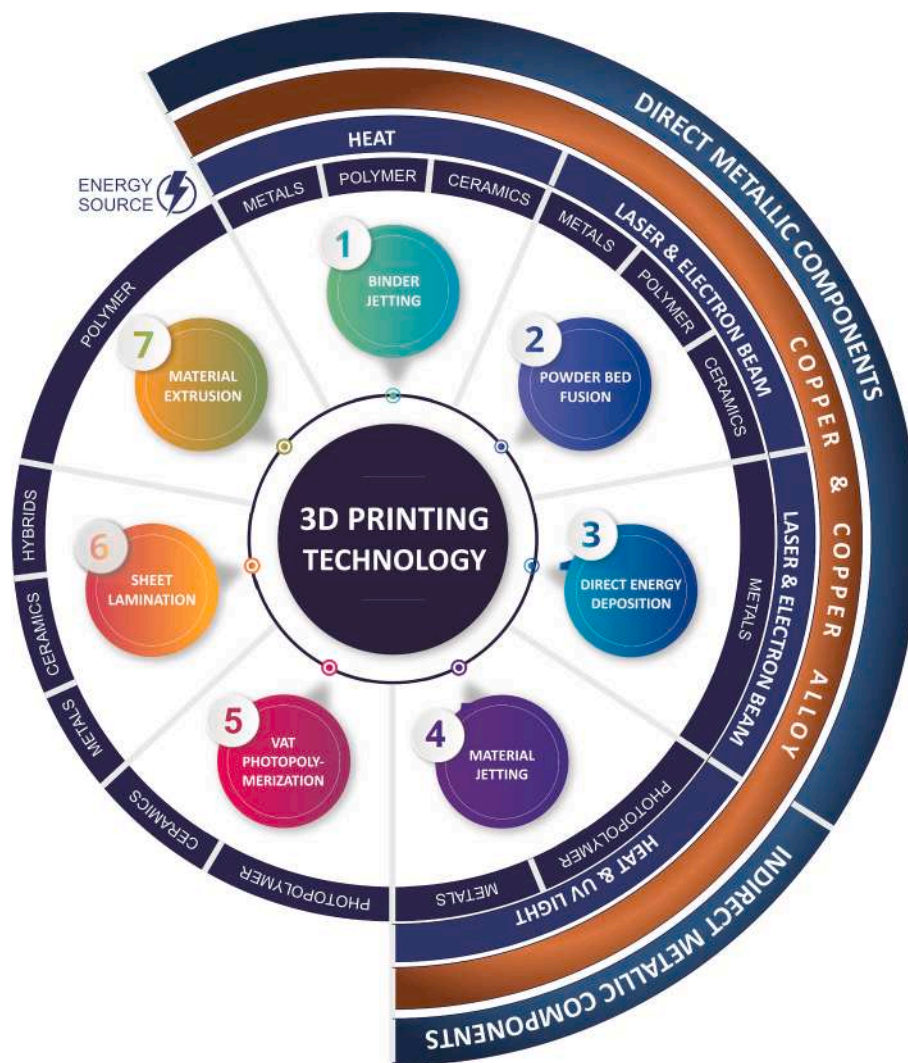 DIRECT METALLIC COMPONENTS
INDIRECT METALLIC COMPONENTS
COPPER & COPPER ALLOY
ENERGY
SOURCE
HEAT
METALS
POLYMER
CERAMICS
1
BINDER
JETTING
LASER & ELECTRON BEAM
METALS
POLYMER
CERAMICS
2
POWDER BED
FUSION
LASER & ELECTRON BEAM
METALS
3
DIRECT ENERGY
DEPOSITION
HEAT & UV LIGHT
PHOTOPOLYMER
METALS
4
MATERIAL
JETTING
PHOTOPOLYMER
CERAMICS
5
VAT
PHOTOPOLY-
MERIZATION
METALS
CERAMICS
HYBRIDS
6
SHEET
LAMINATION
POLYMER
7
MATERIAL
EXTRUSION
3D PRINTING
TECHNOLOGY